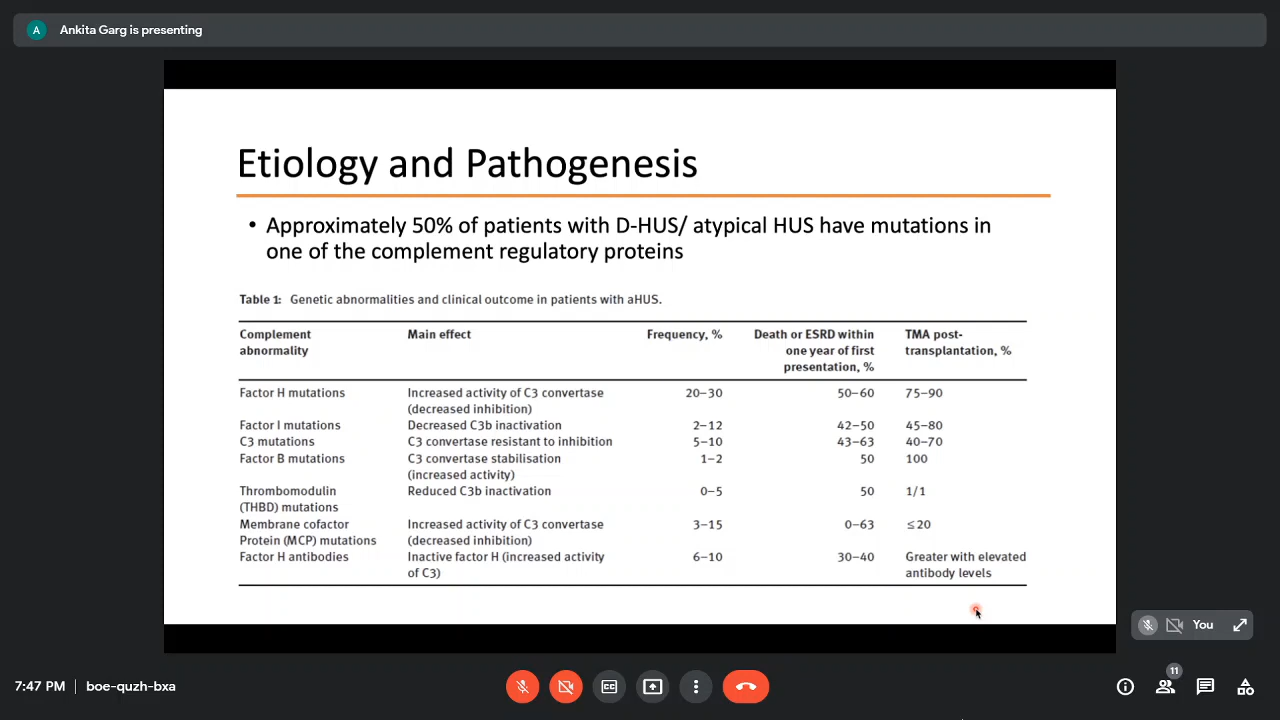 A
Ankita Garg is presenting
Etiology and Pathogenesis
• Approximately 50% of patients with D-HUS/ atypical HUS have mutations in
one of the complement regulatory proteins
Table 1: Genetic abnormalities and clinical outcome in patients with aHUS.
Complement abnormality Main effect Frequency, % Death or ESRD within one year of first presentation, % TMA post-transplantation, %
Factor H mutations Increased activity of C3 convertase (decreased inhibition) 20–30 50–60 75–90
Factor I mutations Decreased C3b inactivation 2–12 42–50 45–80
C3 mutations C3 convertase resistant to inhibition 5–10 43–63 40–70
Factor B mutations C3 convertase stabilisation (increased activity) 1–2 50 100
Thrombomodulin (THBD) mutations Reduced C3b inactivation 0–5 50 1/1
Membrane cofactor Protein (MCP) mutations Increased activity of C3 convertase (decreased inhibition) 3–15 0–63 ≤20
Factor H antibodies Inactive factor H (increased activity of C3) 6–10 30–40 Greater with elevated antibody levels
You
7:47 PM | boe-quzh-bxa
CC
11